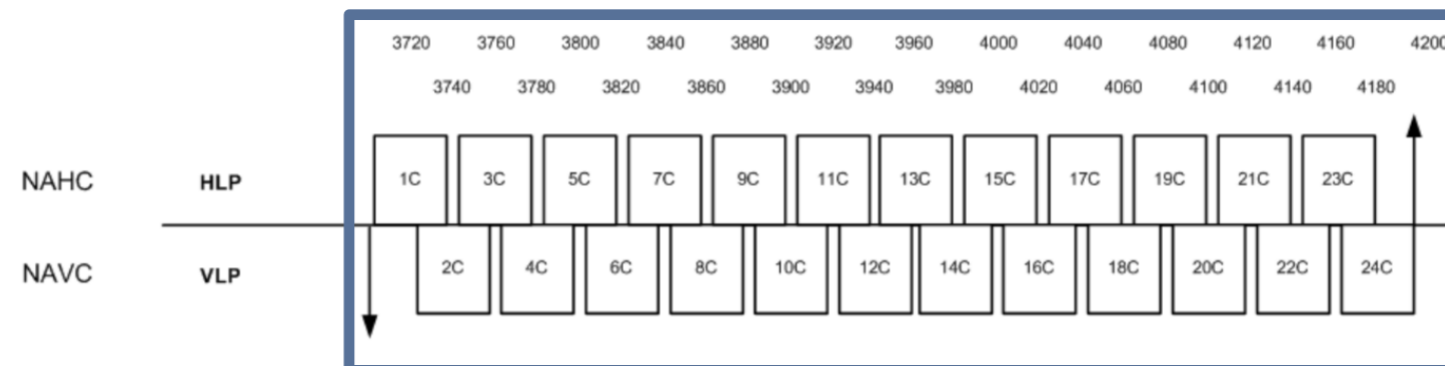 3720 3760 3800 3840 3880 3920 3960 4000 4040 4080 4120 4160 4200
3740 3780 3820 3860 3900 3940 3980 4020 4060 4100 4140 4180
NAHC HLP 1C 3C 5C 7C 9C 11C 13C 15C 17C 19C 21C 23C
NAVC VLP 2C 4C 6C 8C 10C 12C 14C 16C 18C 20C 22C 24C